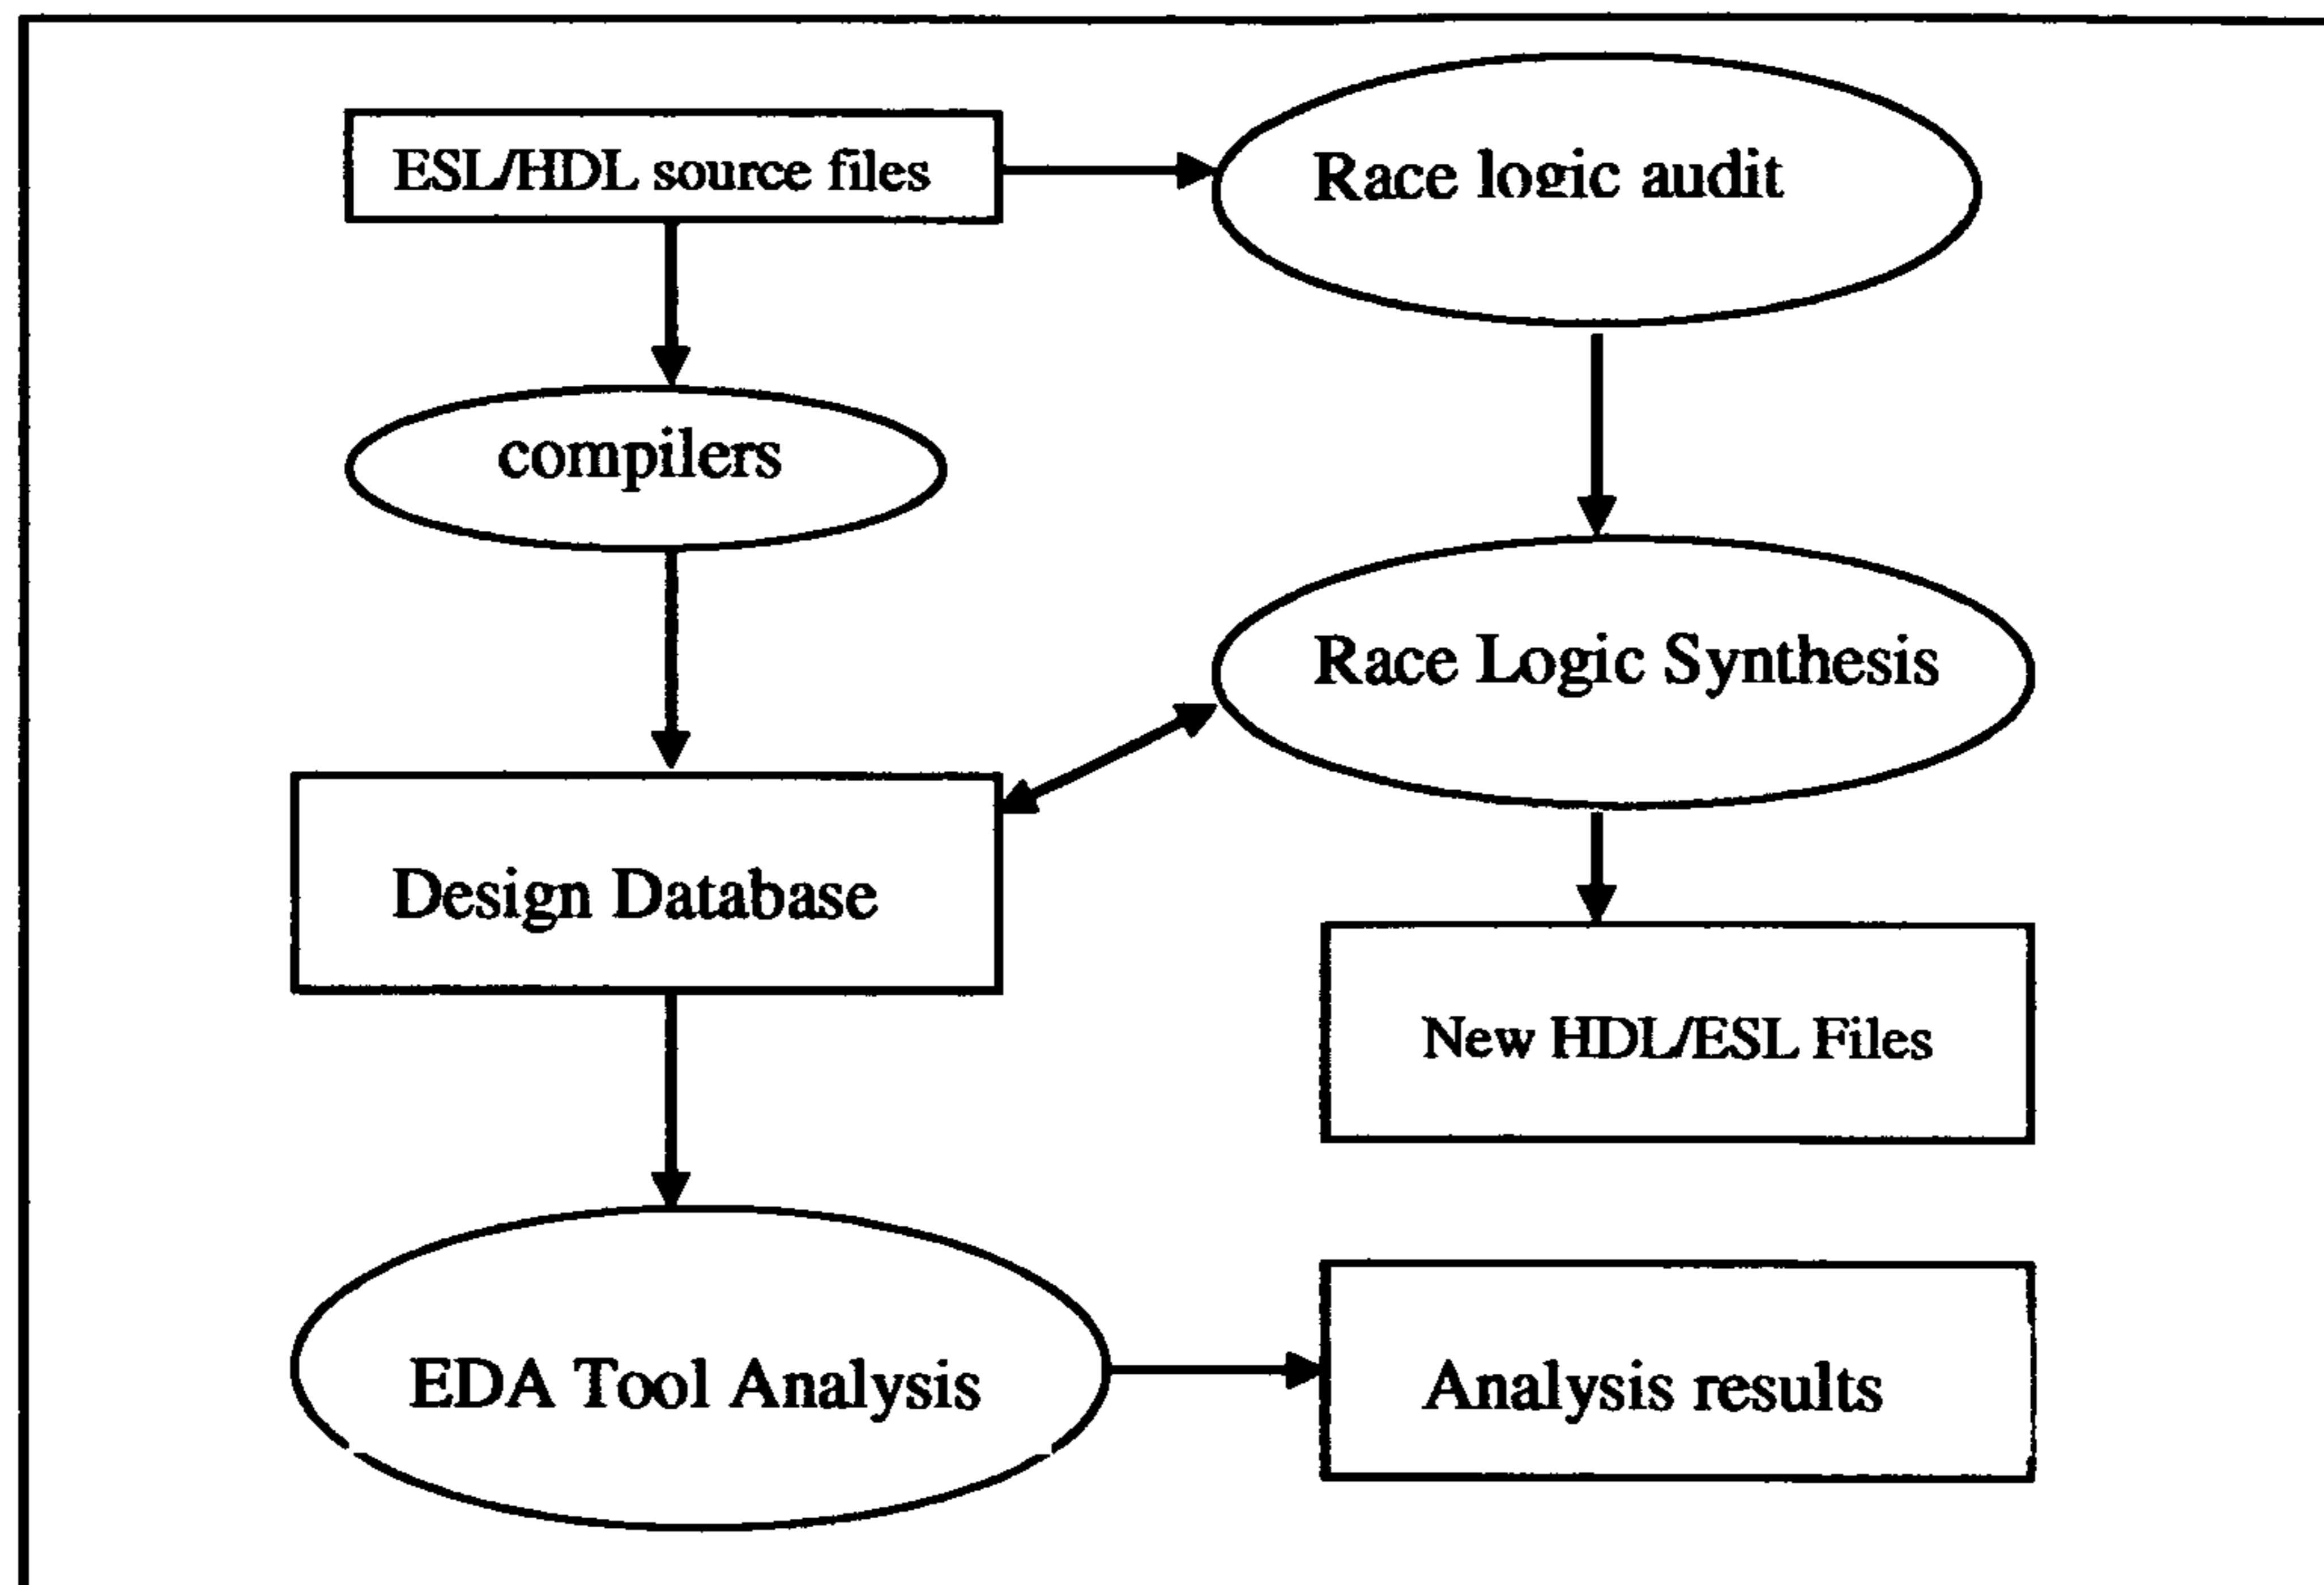 ESL/HDL source files
Race logic audit
compilers
Race Logic Synthesis
Design Database
New HDL/ESL Files
EDA Tool Analysis
Analysis results